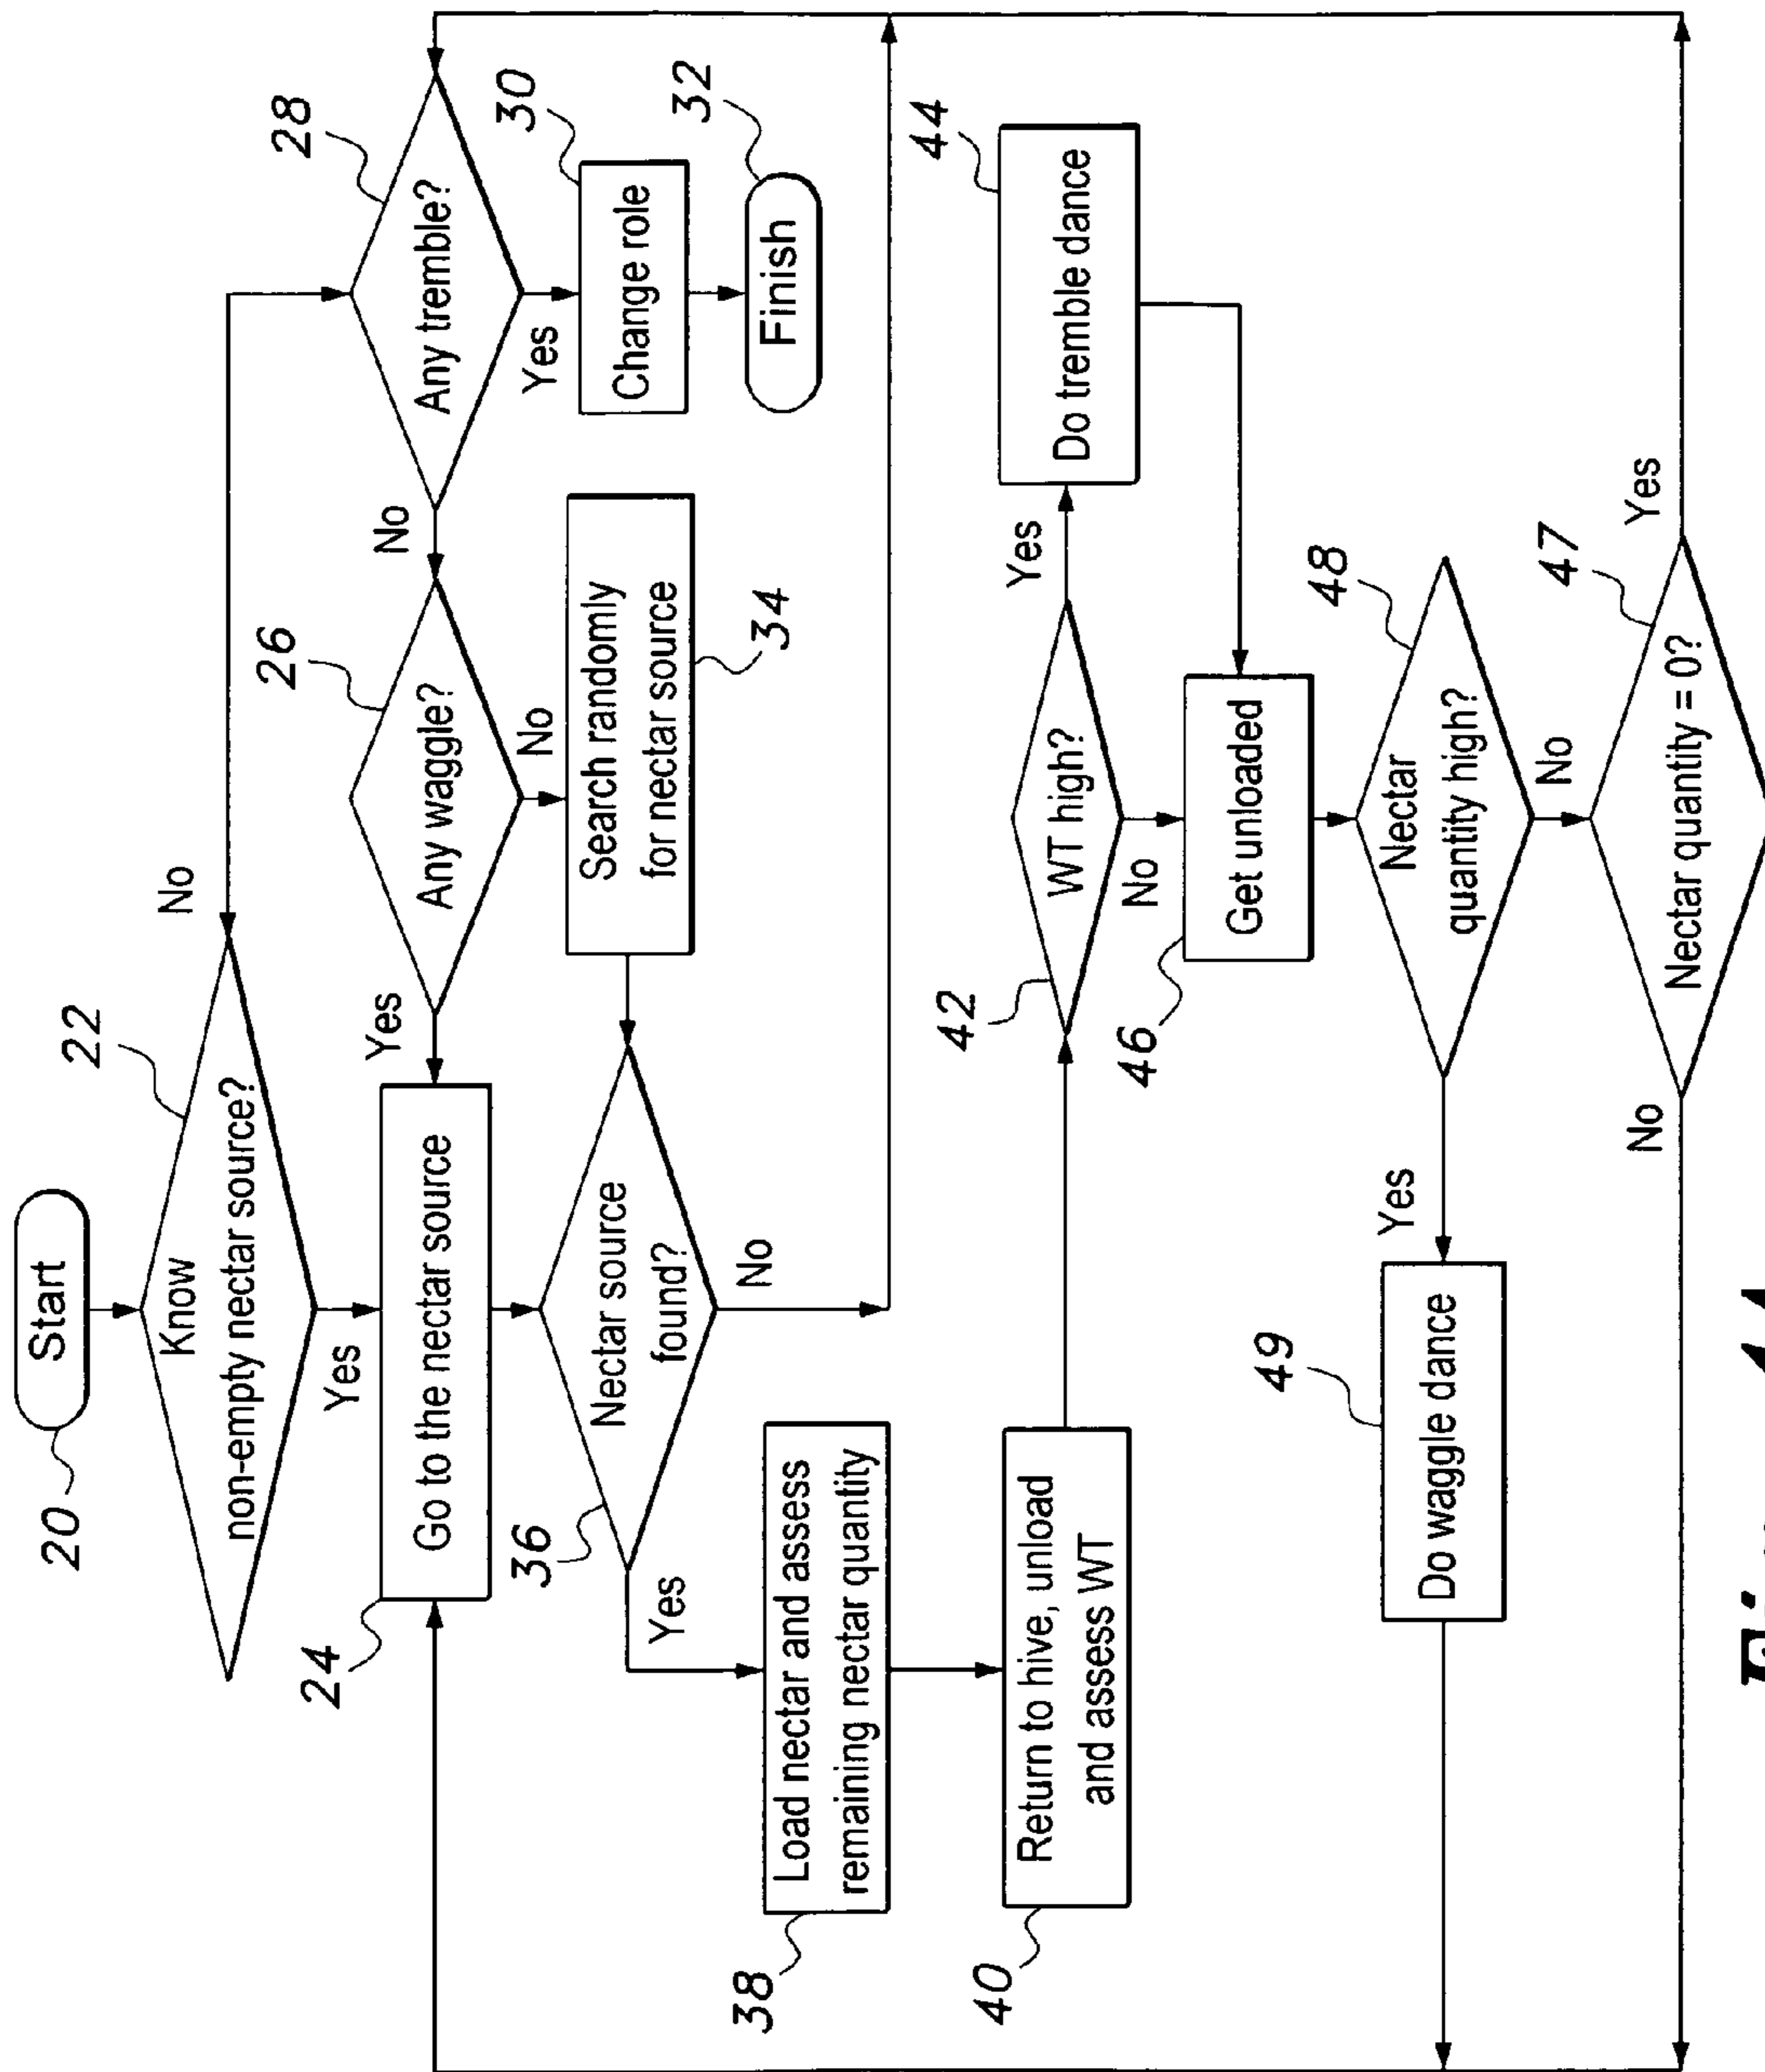 Start
20
Know
non-empty nectar source?
22
No
Yes
Go to the nectar source
24
Yes
Any waggle?
26
No
No
Any tremble?
28
Yes
Change role
30
Finish
32
Search randomly
for nectar source
34
Nectar source
found?
36
Yes
No
Load nectar and assess
remaining nectar quantity
38
Return to hive, unload
and assess WT
40
WT high?
42
Yes
No
Do tremble dance
44
Get unloaded
46
Nectar
quantity high?
48
Yes
No
Do waggle dance
49
Nectar quantity = 0?
47
No
Yes